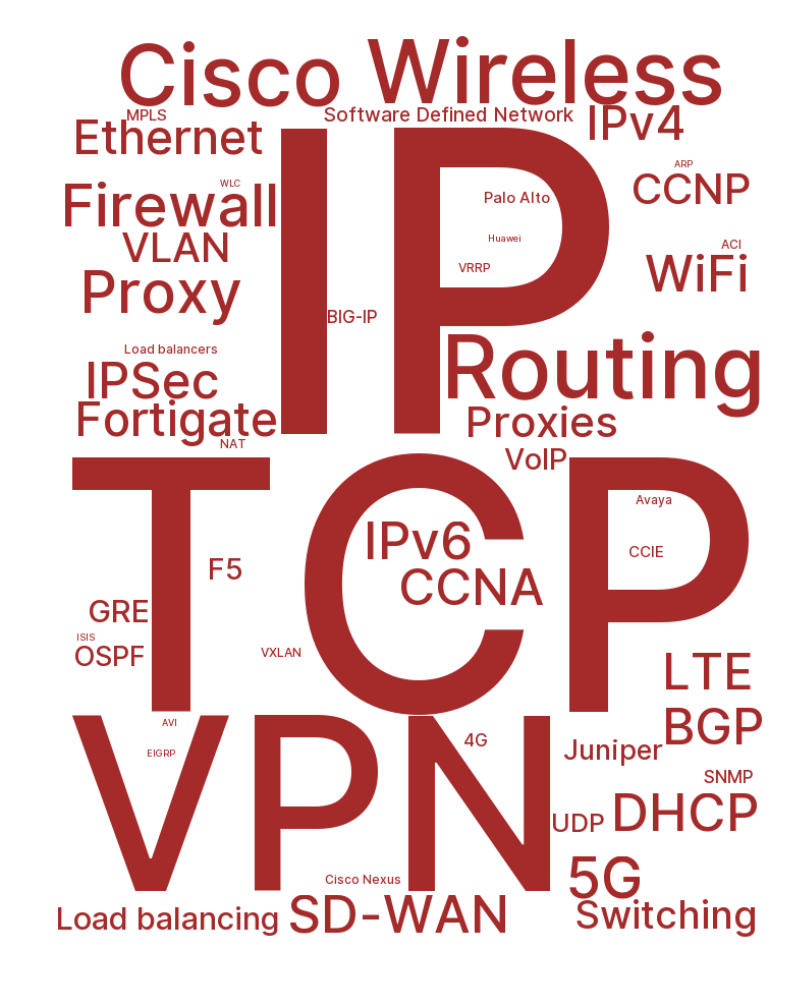 Cisco Wireless
MPLS
Software Defined Network
IPv4
Ethernet
ARP
WLC
CCNP
Firewall
IP
Palo Alto
VLAN
Huawei
ACI
VRRP
WiFi
Proxy
BIG-IP
Load balancers
Routing
IPSec
Fortigate
Proxies
NAT
VoIP
TCP
Avaya
IPv6
CCIE
F5
CCNA
GRE
ISIS
OSPF
VXLAN
LTE
AVI
BGP
VPN
4G
EIGRP
Juniper
SNMP
UDP
DHCP
Cisco Nexus
5G
Load balancing
SD-WAN
Switching